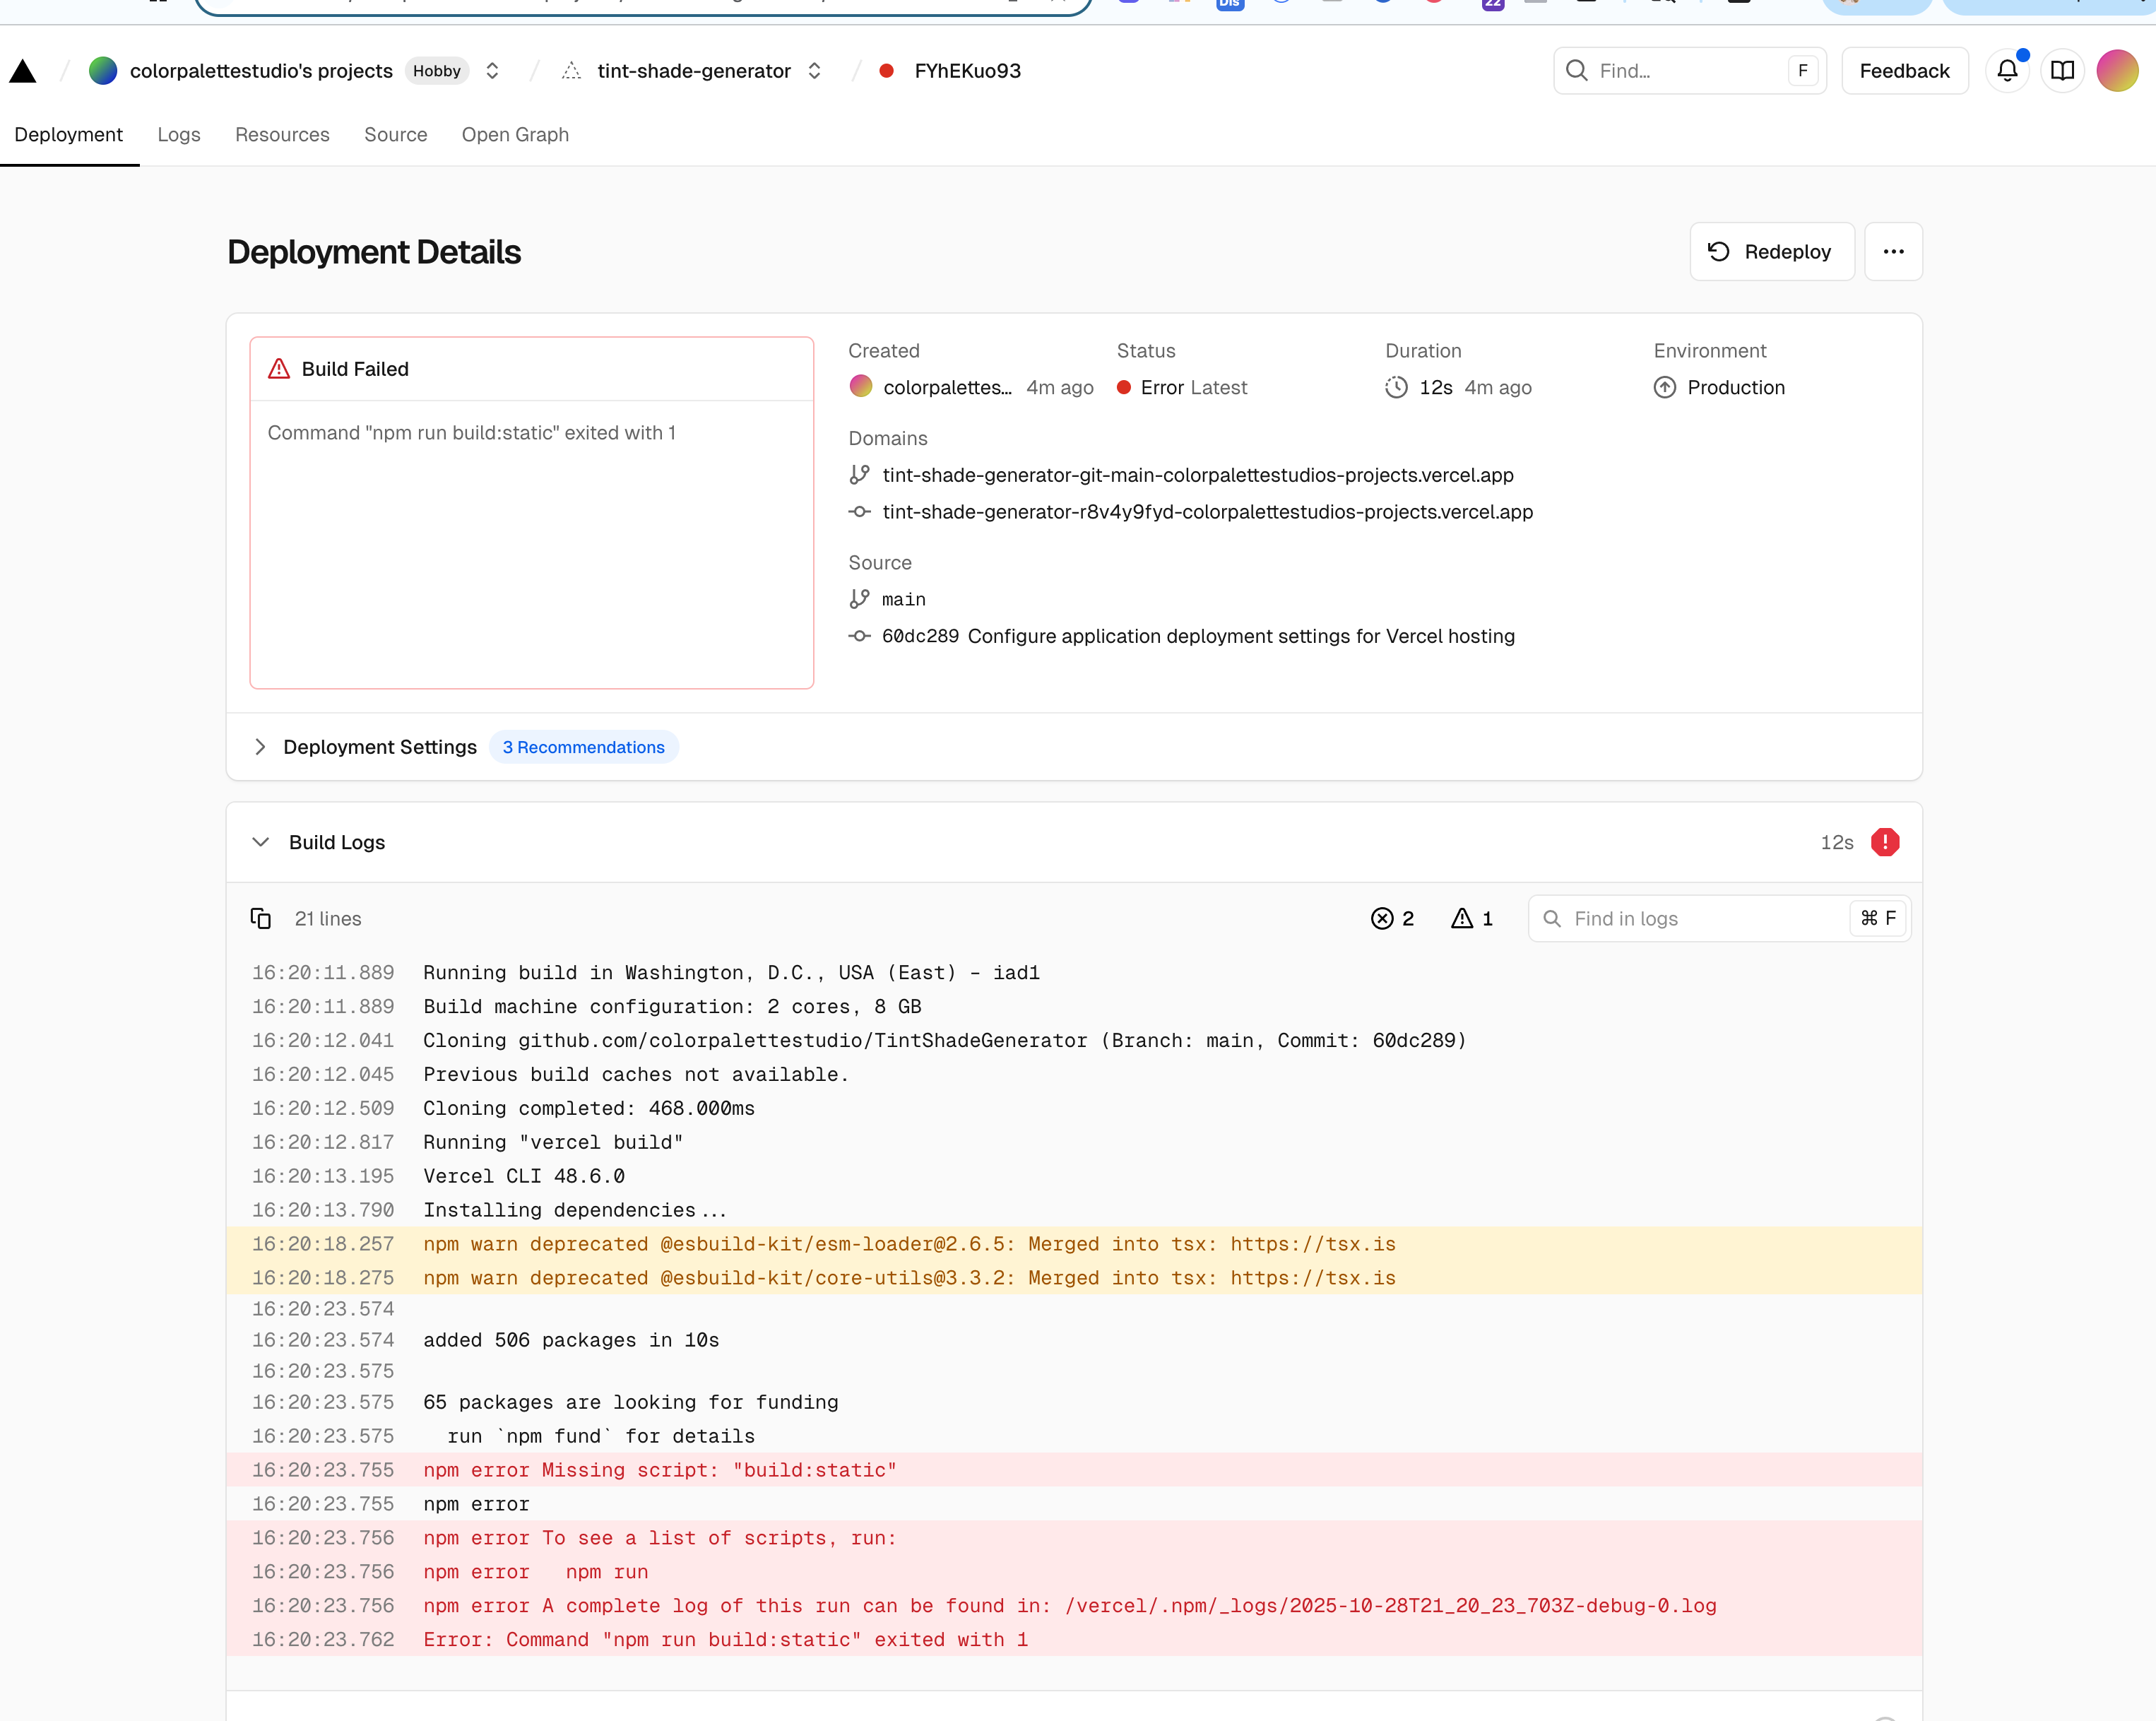 Dis
22
colorpalettestudio's projects Hobby
tint-shade-generator
FYhEKuo93
Find…
F
Feedback
Deployment
Logs
Resources
Source
Open Graph
Deployment Details
Redeploy
Build Failed
Command "npm run build:static" exited with 1
Created
colorpalettes… 4m ago
Status
Error Latest
Duration
12s 4m ago
Environment
Production
Domains
tint-shade-generator-git-main-colorpalettestudios-projects.vercel.app
tint-shade-generator-r8v4y9fyd-colorpalettestudios-projects.vercel.app
Source
main
60dc289 Configure application deployment settings for Vercel hosting
Deployment Settings 3 Recommendations
Build Logs
12s
21 lines
2
1
Find in logs
⌘ F
16:20:11.889 Running build in Washington, D.C., USA (East) – iad1
16:20:11.889 Build machine configuration: 2 cores, 8 GB
16:20:12.041 Cloning github.com/colorpalettestudio/TintShadeGenerator (Branch: main, Commit: 60dc289)
16:20:12.045 Previous build caches not available.
16:20:12.509 Cloning completed: 468.000ms
16:20:12.817 Running "vercel build"
16:20:13.195 Vercel CLI 48.6.0
16:20:13.790 Installing dependencies...
16:20:18.257 npm warn deprecated @esbuild-kit/esm-loader@2.6.5: Merged into tsx: https://tsx.is
16:20:18.275 npm warn deprecated @esbuild-kit/core-utils@3.3.2: Merged into tsx: https://tsx.is
16:20:23.574
16:20:23.574 added 506 packages in 10s
16:20:23.575
16:20:23.575 65 packages are looking for funding
16:20:23.575 run `npm fund` for details
16:20:23.755 npm error Missing script: "build:static"
16:20:23.755 npm error
16:20:23.756 npm error To see a list of scripts, run:
16:20:23.756 npm error npm run
16:20:23.756 npm error A complete log of this run can be found in: /vercel/.npm/_logs/2025-10-28T21_20_23_703Z-debug-0.log
16:20:23.762 Error: Command "npm run build:static" exited with 1